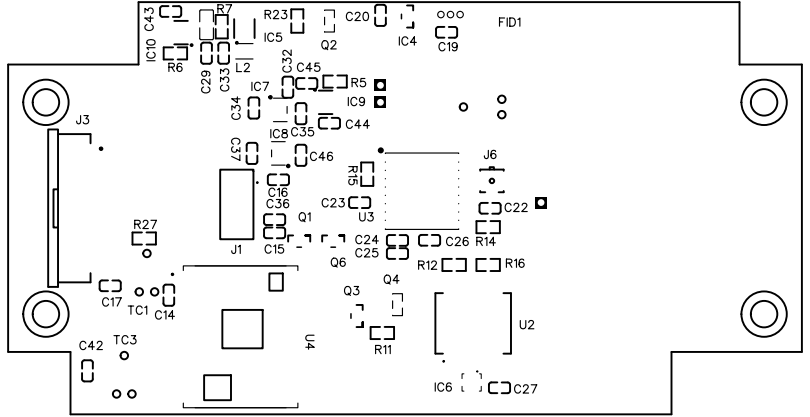 C43
R7
R23
C20
FID1
IC5
Q2
IC4
C19
IC10
R6
C29
C33
L2
C32
C45
R5
IC7
IC9
C34
J3
C35
C44
IC8
C37
C46
J6
R15
C16
C23
C22
C36
U3
Q1
R27
R14
J1
C15
C24
C26
C25
Q6
R12
R16
C17
Q4
Q3
TC1
C14
U2
R11
U4
TC3
C42
IC6
C27